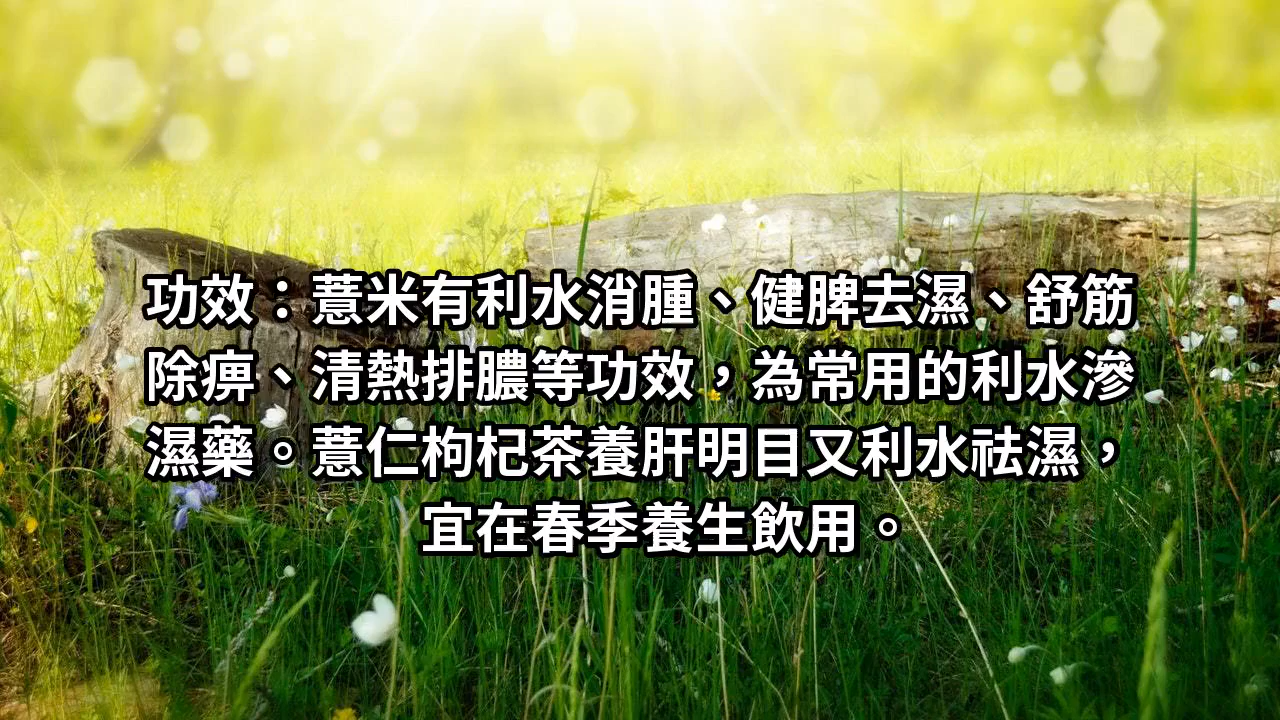 功效：薏米有利水消腫、健脾去濕、舒筋
除痹、清熱排膿等功效，為常用的利水滲
濕藥。薏仁枸杞茶養肝明目又利水祛濕，
宜在春季養生飲用。